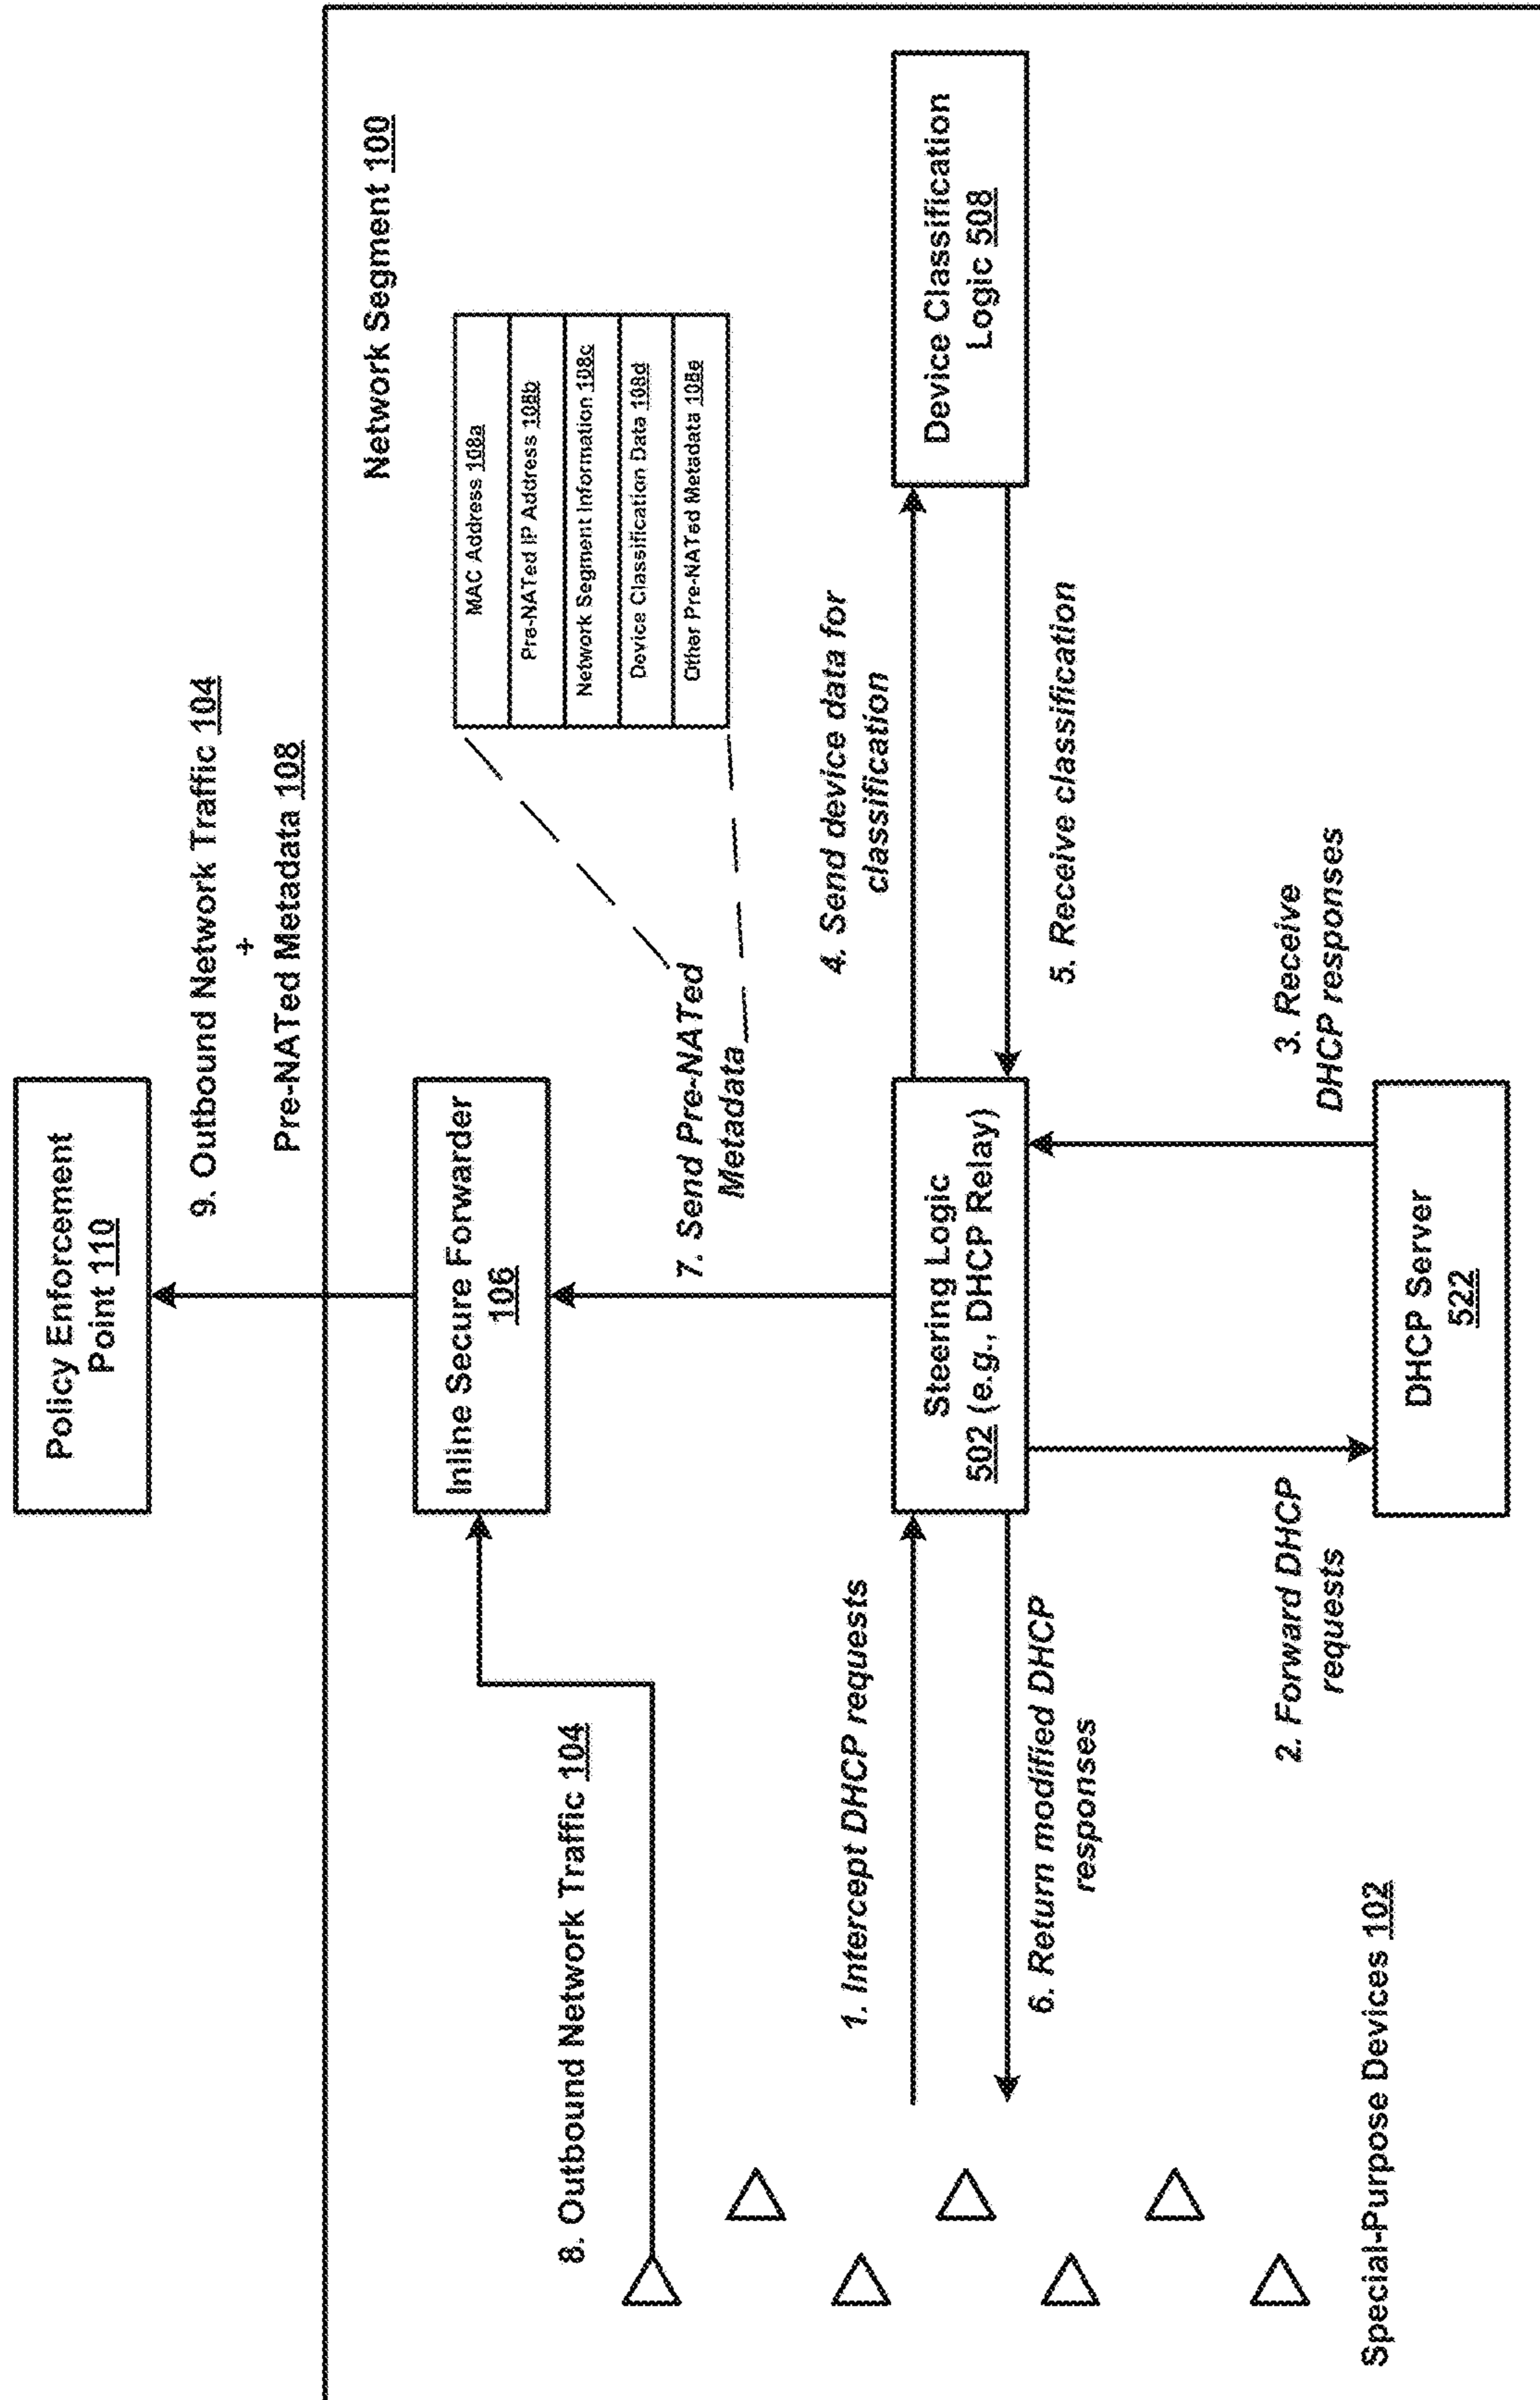 Policy Enforcement
Point 110
9. Outbound Network Traffic 104
+
Pre-NATed Metadata 108
Network Segment 100
Inline Secure Forwarder
106
8. Outbound Network Traffic 104
7. Send Pre-NATed
Metadata
MAC Address 108a
Pre-NATed IP Address 108b
Network Segment Information 108c
Device Classification Data 108d
Other Pre-NATed Metadata 108e
1. Intercept DHCP requests
6. Return modified DHCP
responses
Steering Logic
502 (e.g., DHCP Relay)
4. Send device data for
classification
5. Receive classification
Device Classification
Logic 508
2. Forward DHCP
requests
3. Receive
DHCP responses
DHCP Server
522
Special-Purpose Devices 102